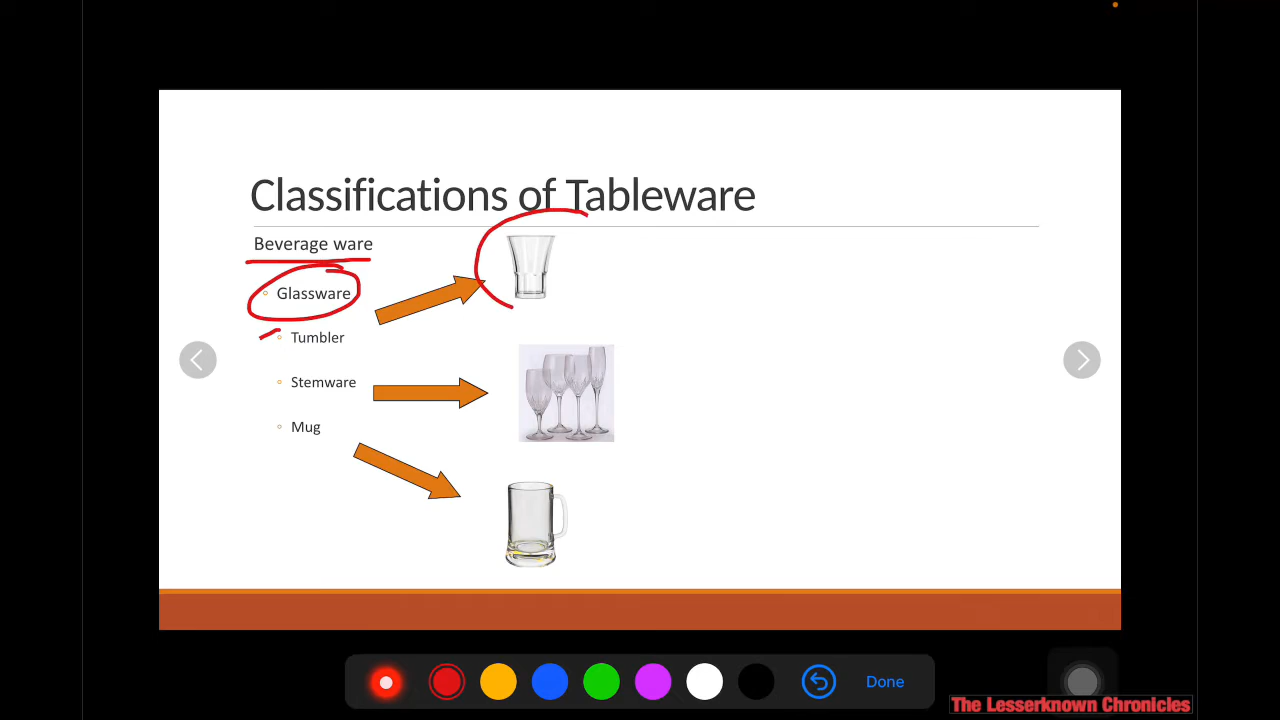 Classifications of Tableware
Beverage ware
Glassware
Tumbler
Stemware
Mug
Done
The Lesserknown Chronicles